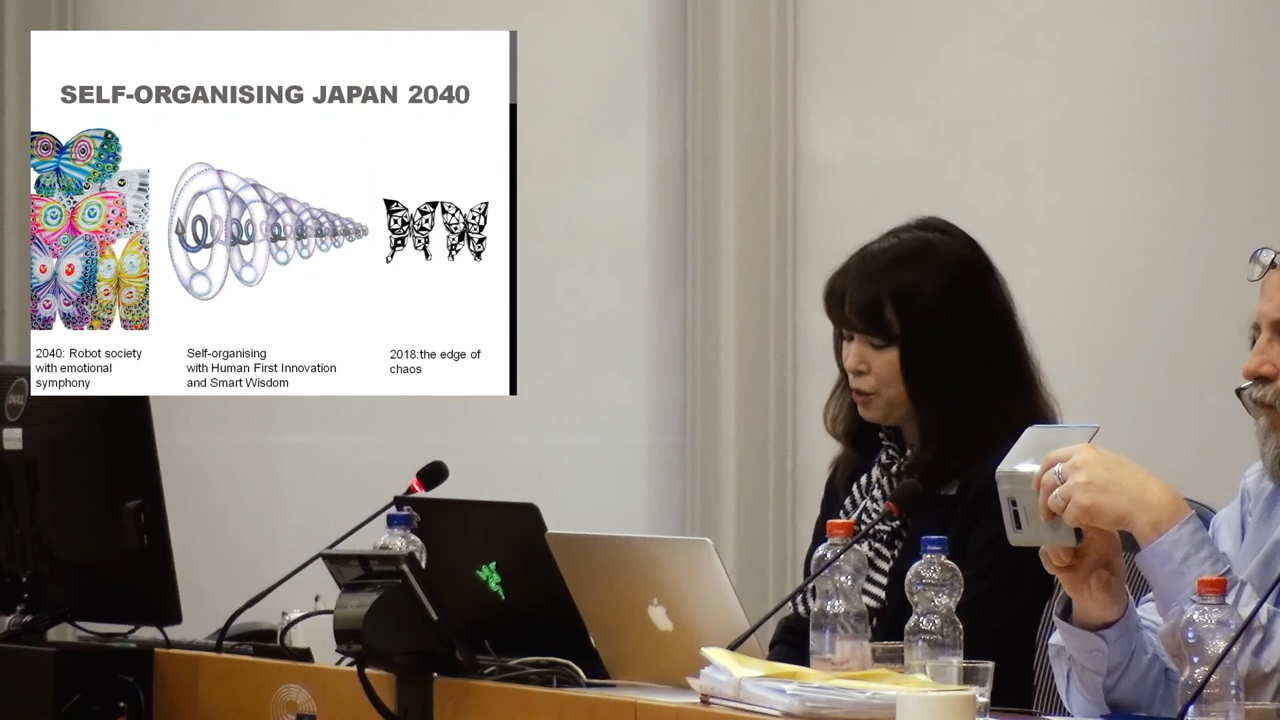 SELF-ORGANISING JAPAN 2040
2040: Robot society
with emotional
symphony
Self-organising
with Human First Innovation
and Smart Wisdom
2018:the edge of
chaos
DELL